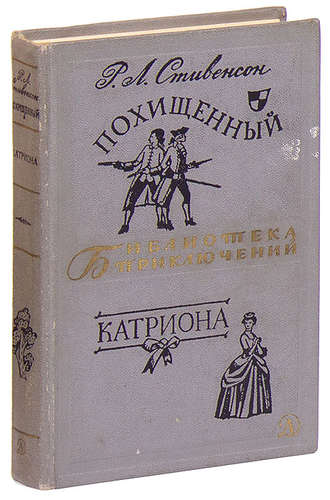 Р. Л. Стивенсон
ПОХИЩЕННЫЙ
БИБЛИОТЕКА
ПРИКЛЮЧЕНИЙ
КАТРИОНА
Р. Л. Стивенсон
ПОХИЩЕННЫЙ
КАТРИОНА